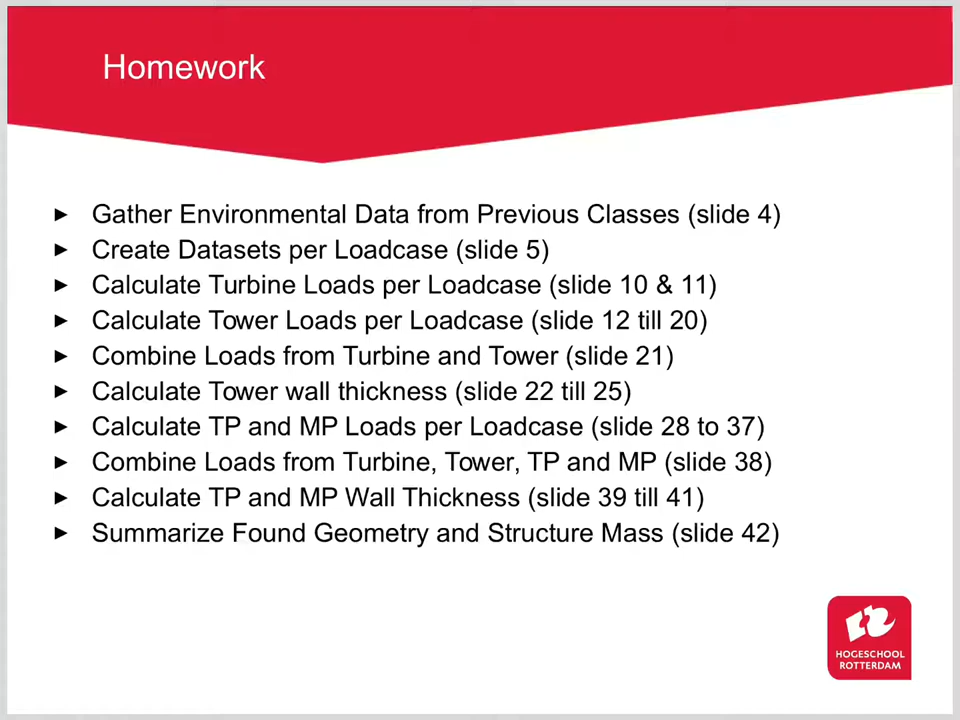 Homework
► Gather Environmental Data from Previous Classes (slide 4)
► Create Datasets per Loadcase (slide 5)
► Calculate Turbine Loads per Loadcase (slide 10 & 11)
► Calculate Tower Loads per Loadcase (slide 12 till 20)
► Combine Loads from Turbine and Tower (slide 21)
► Calculate Tower wall thickness (slide 22 till 25)
► Calculate TP and MP Loads per Loadcase (slide 28 to 37)
► Combine Loads from Turbine, Tower, TP and MP (slide 38)
► Calculate TP and MP Wall Thickness (slide 39 till 41)
► Summarize Found Geometry and Structure Mass (slide 42)
HOGESCHOOL
ROTTERDAM